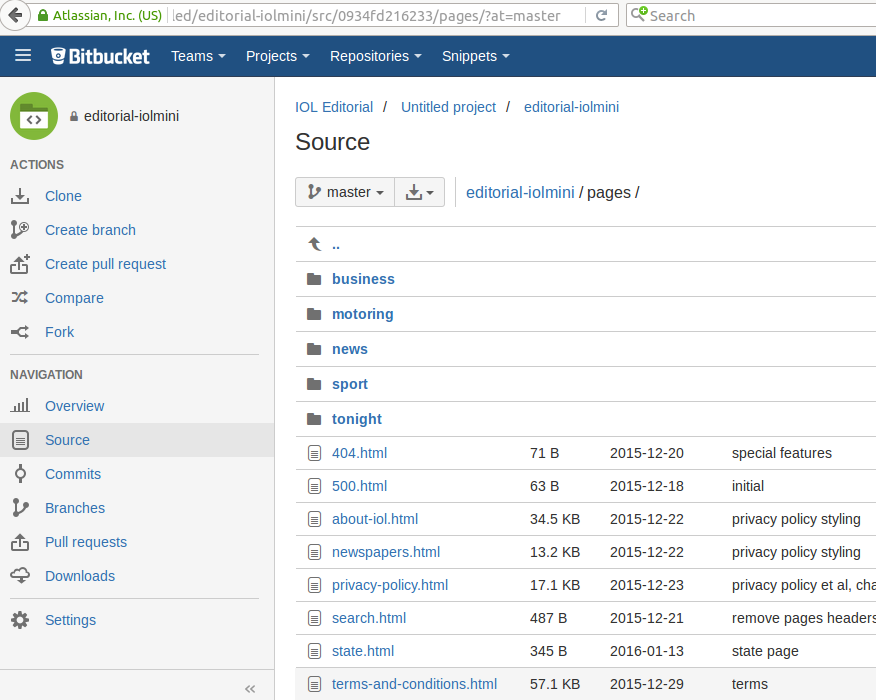 Atlassian, Inc. (US) led/editorial-iolmini/src/0934fd216233/pages/?at=master Search
Bitbucket Teams Projects Repositories Snippets
editorial-iolmini
ACTIONS
Clone
Create branch
Create pull request
Compare
Fork
NAVIGATION
Overview
Source
Commits
Branches
Pull requests
Downloads
Settings
IOL Editorial / Untitled project / editorial-iolmini
Source
master editorial-iolmini / pages /
..
business
motoring
news
sport
tonight
404.html 71 B 2015-12-20 special features
500.html 63 B 2015-12-18 initial
about-iol.html 34.5 KB 2015-12-22 privacy policy styling
newspapers.html 13.2 KB 2015-12-22 privacy policy styling
privacy-policy.html 17.1 KB 2015-12-23 privacy policy et al, cha
search.html 487 B 2015-12-21 remove pages headers
state.html 345 B 2016-01-13 state page
terms-and-conditions.html 57.1 KB 2015-12-29 terms